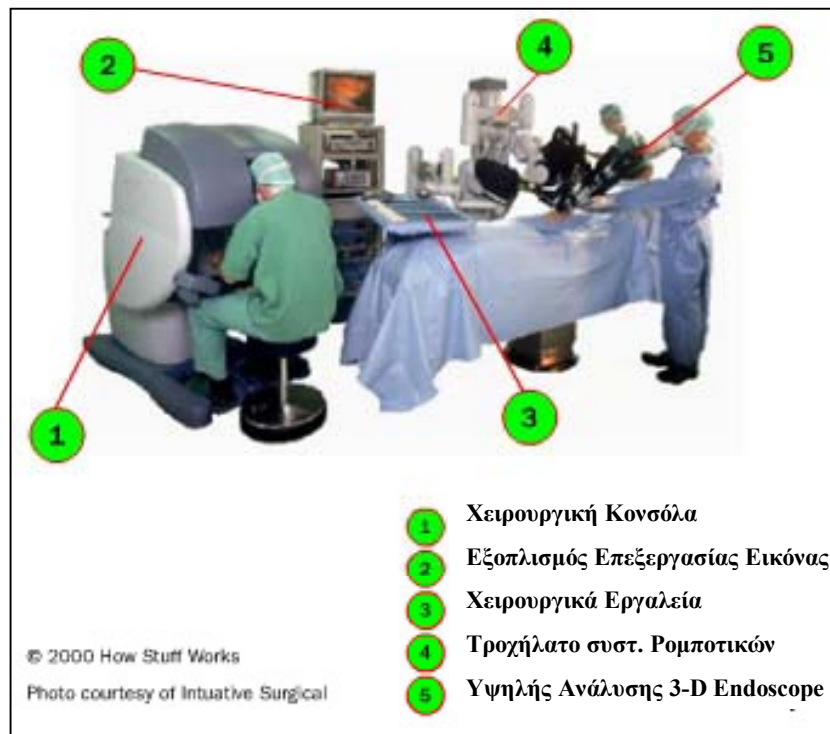 2
4
5
1
3
1 Χειρουργική Κονσόλα
2 Εξοπλισμός Επεξεργασίας Εικόνας
3 Χειρουργικά Εργαλεία
4 Τροχήλατο συστ. Ρομποτικών
5 Υψηλής Ανάλυσης 3-D Endoscope
© 2000 How Stuff Works
Photo courtesy of Intuative Surgical